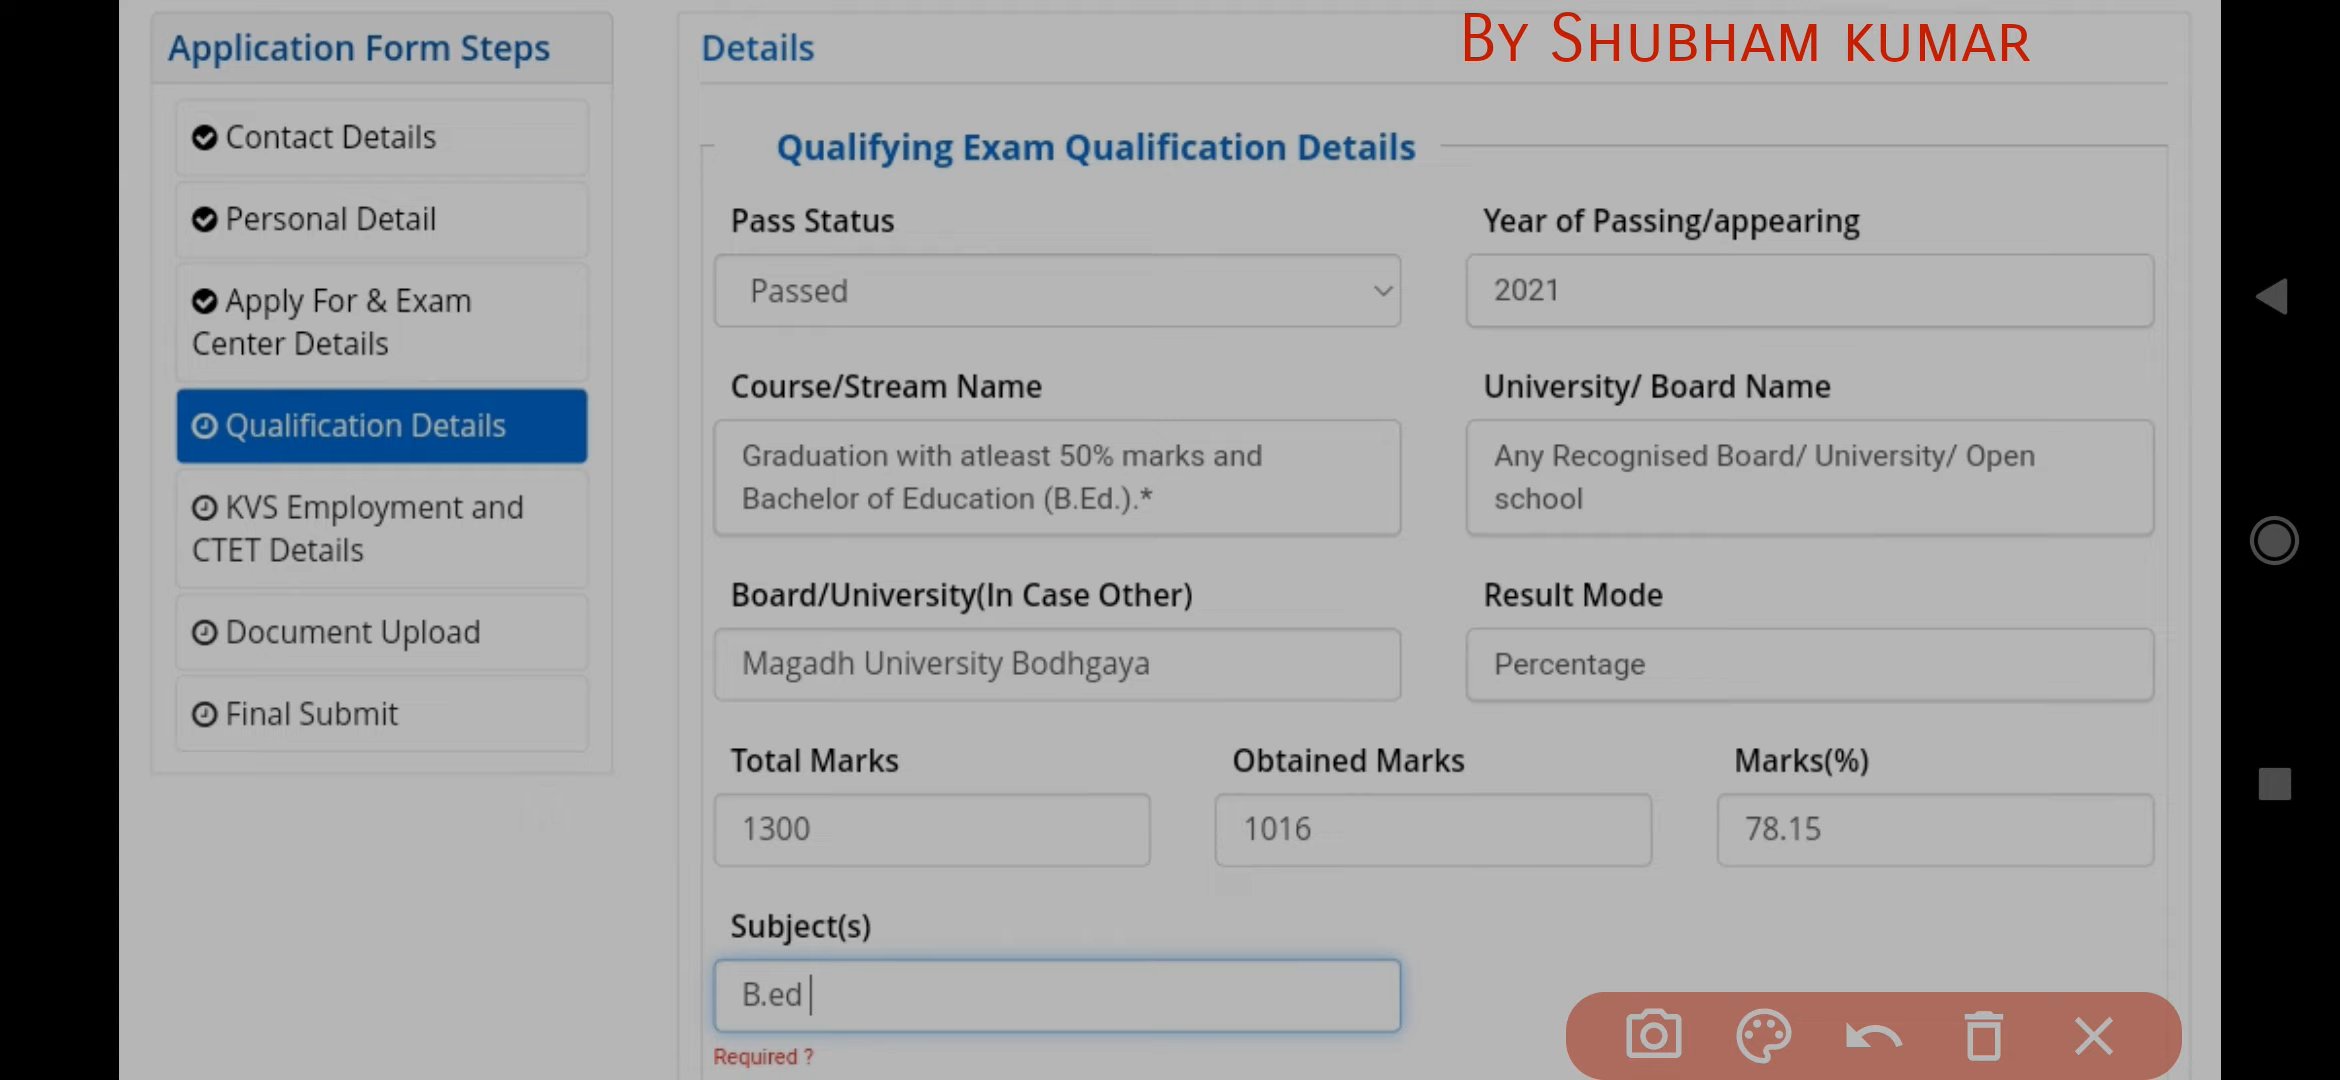 By Shubham kumar
Application Form Steps
Contact Details
Personal Detail
Apply For & Exam
Center Details
Qualification Details
KVS Employment and
CTET Details
Document Upload
Final Submit
Details
Qualifying Exam Qualification Details
Pass Status
Year of Passing/appearing
Passed
2021
Course/Stream Name
University/ Board Name
Graduation with atleast 50% marks and
Bachelor of Education (B.Ed.).*
Any Recognised Board/ University/ Open
school
Board/University(In Case Other)
Result Mode
Magadh University Bodhgaya
Percentage
Total Marks
Obtained Marks
Marks(%)
1300
1016
78.15
Subject(s)
B.ed
Required ?